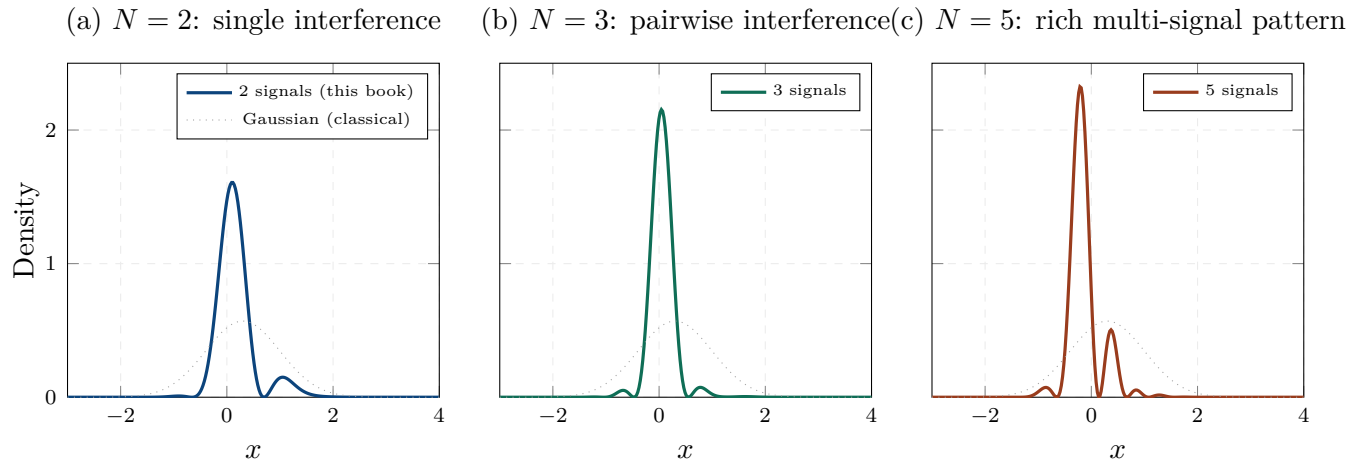 (a) N = 2: single interference
(b) N = 3: pairwise interference
(c) N = 5: rich multi-signal pattern
2 signals (this book)
Gaussian (classical)
3 signals
5 signals
Density
2
1
0
−2 0 2 4
−2 0 2 4
−2 0 2 4
x
x
x